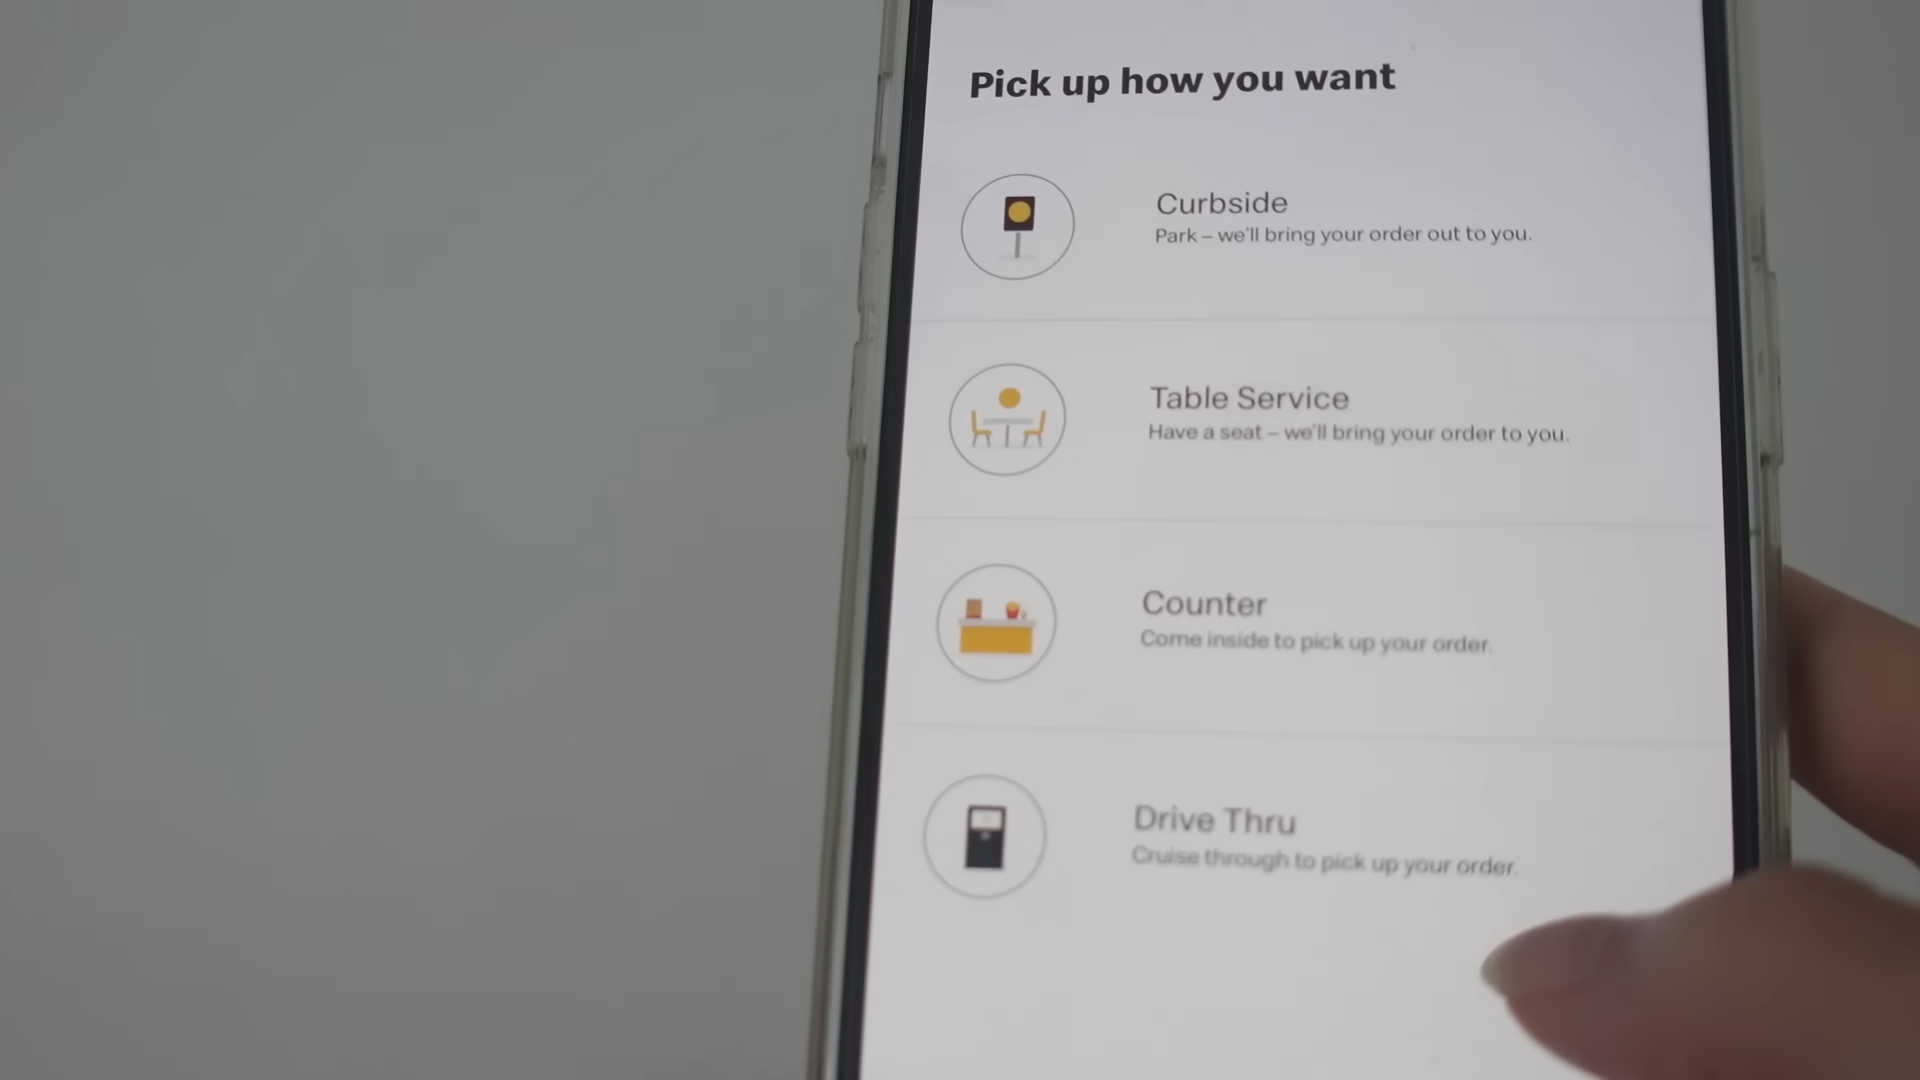 Pick up how you want
Curbside
Park – we'll bring your order out to you.
Table Service
Have a seat – we'll bring your order to you.
Counter
Come inside to pick up your order.
Drive Thru
Cruise through to pick up your order.